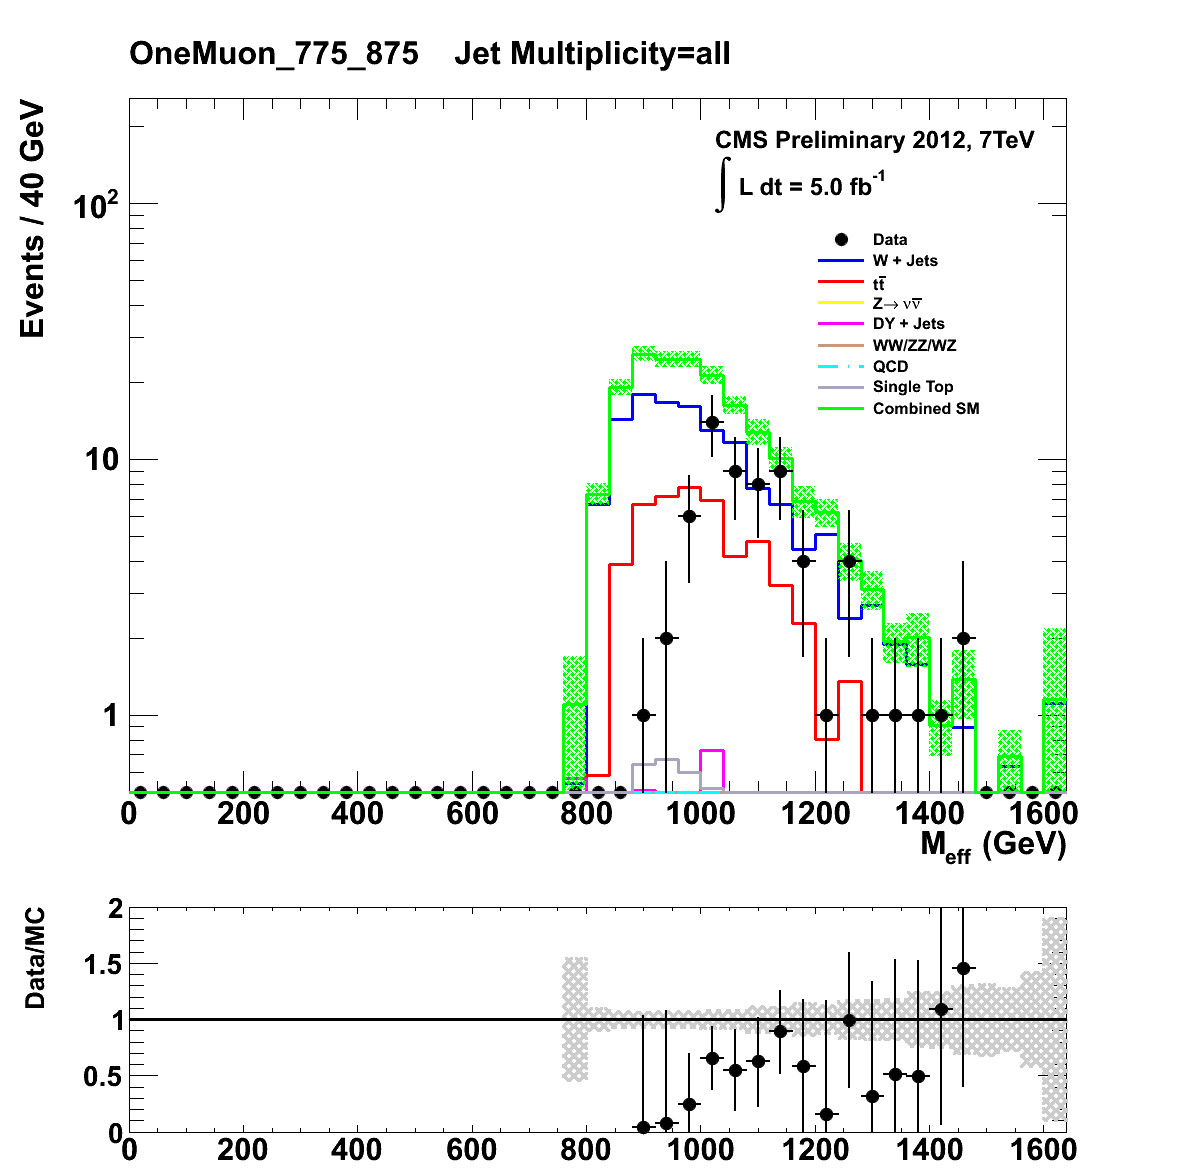 OneMuon_775_875 Jet Multiplicity=all
Events / 40 GeV
CMS Preliminary 2012, 7TeV
∫ L dt = 5.0 fb⁻¹
Data
W + Jets
tt̅
Z→ νν̅
DY + Jets
WW/ZZ/WZ
QCD
Single Top
Combined SM
10²
10
1
0 200 400 600 800 1000 1200 1400 1600
M_eff (GeV)
Data/MC
2
1.5
1
0.5
0
0 200 400 600 800 1000 1200 1400 1600